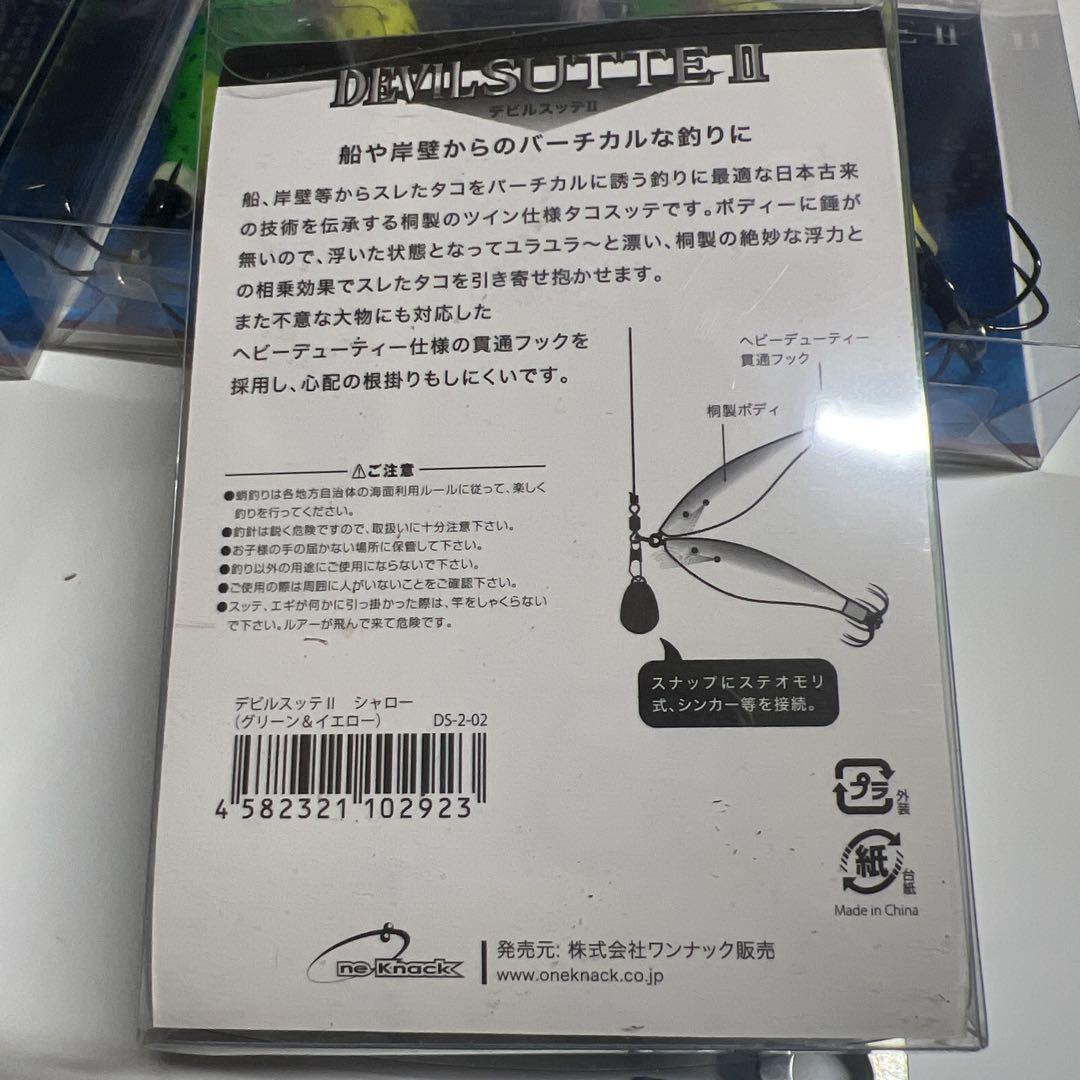 DEVILSUTTE II
デビルスッテII
船や岸壁からのバーチカルな釣りに
船、岸壁等からスレたタコをバーチカルに誘う釣りに最適な日本古来
の技術を伝承する桐製のツイン仕様タコスッテです。ボディーに錘が
無いので、浮いた状態となってユラユラ〜と漂い、桐製の絶妙な浮力と
の相乗効果でスレたタコを引き寄せ抱かせます。
また不意な大物にも対応した
ヘビーデューティー仕様の貫通フックを
採用し、心配の根掛りもしにくいです。
ヘビーデューティー
貫通フック
桐製ボディ
⚠ご注意
●蛸釣りは各地方自治体の海面利用ルールに従って、楽しく
釣りを行ってください。
●釣針は鋭く危険ですので、取扱いに十分注意下さい。
●お子様の手の届かない場所に保管して下さい。
●釣り以外の用途にご使用にならないで下さい。
●ご使用の際は周囲に人がいないことをご確認下さい。
●スッテ、エギが何かに引っ掛かった際は、竿をしゃくらない
で下さい。ルアーが飛んで来て危険です。
スナップにステオモリ
式、シンカー等を接続。
デビルスッテII シャロー
(グリーン＆イエロー) DS-2-02
4 582321 102923
プラ
外装
紙
台紙
Made in China
One Knack
発売元: 株式会社ワンナック販売
www.oneknack.co.jp